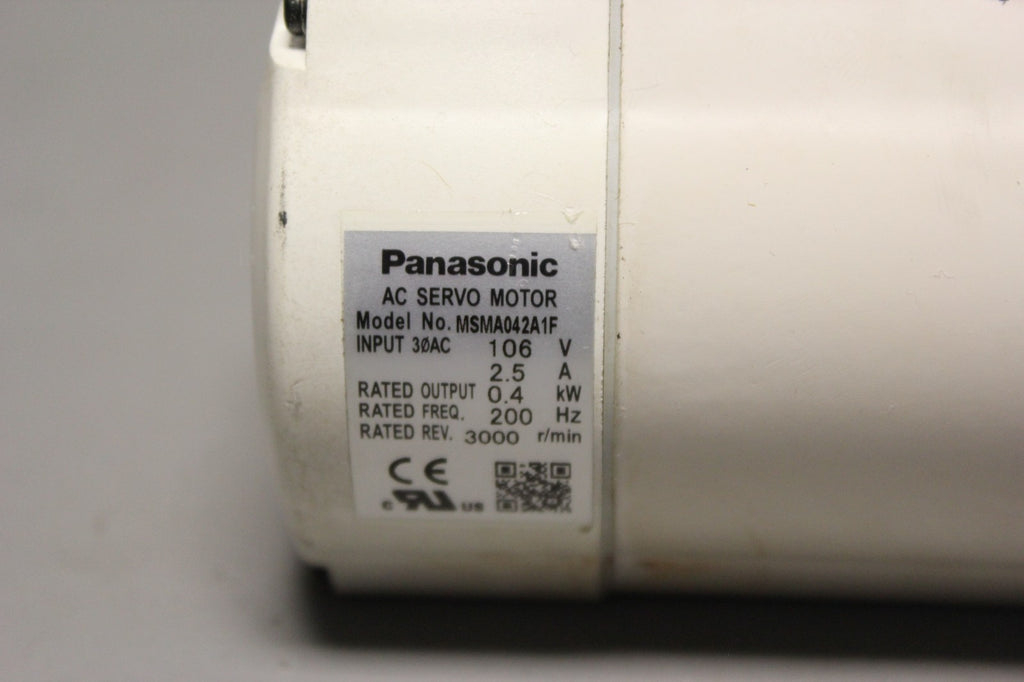 Panasonic
AC SERVO MOTOR
Model No. MSMA042A1F
INPUT 3ØAC 106 V
2.5 A
RATED OUTPUT 0.4 kW
RATED FREQ. 200 Hz
RATED REV. 3000 r/min
CE
c RU us